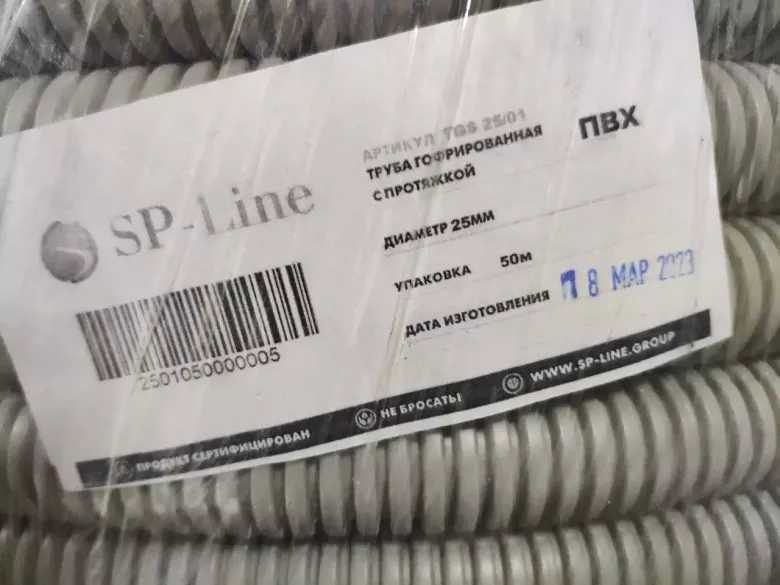 SP-Line
2501050000005
АРТИКУЛ TGS 25/01
ТРУБА ГОФРИРОВАННАЯ
С ПРОТЯЖКОЙ
ПВХ
ДИАМЕТР 25ММ
УПАКОВКА 50м
ДАТА ИЗГОТОВЛЕНИЯ 18 МАР 2023
ПРОДУКТ СЕРТИФИЦИРОВАН НЕ БРОСАТЬ! WWW.SP-LINE.GROUP